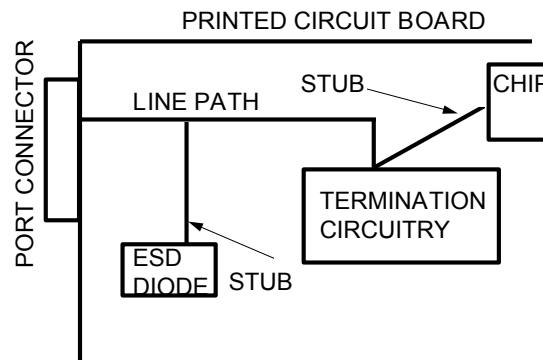 PRINTED CIRCUIT BOARD
PORT CONNECTOR
LINE PATH
STUB
CHIP
TERMINATION
CIRCUITRY
ESD
DIODE
STUB